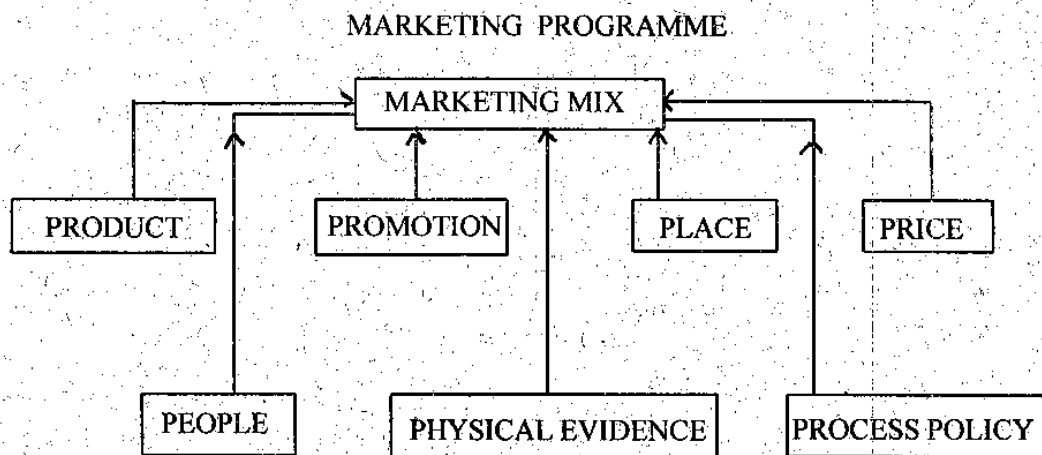 MARKETING PROGRAMME
MARKETING MIX
PRODUCT
PROMOTION
PLACE
PRICE
PEOPLE
PHYSICAL EVIDENCE
PROCESS POLICY